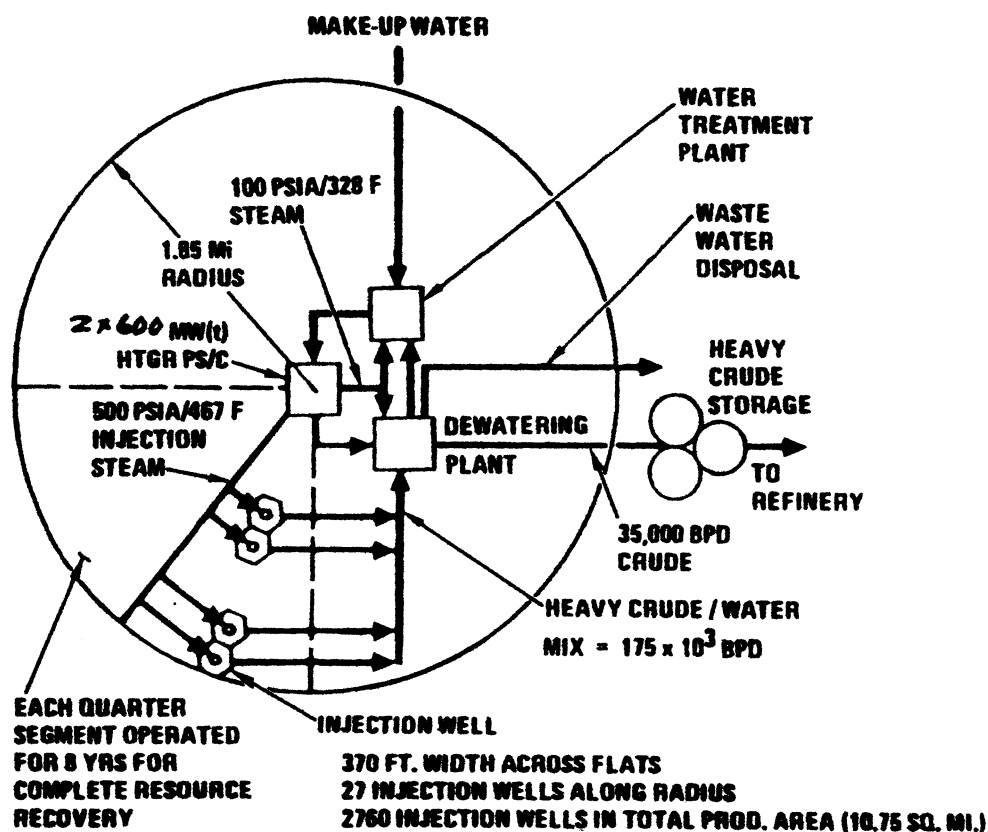 MAKE-UP WATER
WATER
TREATMENT
PLANT
100 PSIA/328 F
STEAM
WASTE
WATER
DISPOSAL
1.85 Mi
RADIUS
2 x 600 MW(t)
HTGR PS/C
HEAVY
CRUDE
STORAGE
500 PSIA/467 F
INJECTION
STEAM
DEWATERING
PLANT
TO
REFINERY
35,000 BPD
CRUDE
HEAVY CRUDE / WATER
MIX = 175 x 10³ BPD
EACH QUARTER
SEGMENT OPERATED
FOR 8 YRS FOR
COMPLETE RESOURCE
RECOVERY
INJECTION WELL
370 FT. WIDTH ACROSS FLATS
27 INJECTION WELLS ALONG RADIUS
2760 INJECTION WELLS IN TOTAL PROD. AREA (10.75 SQ. MI.)